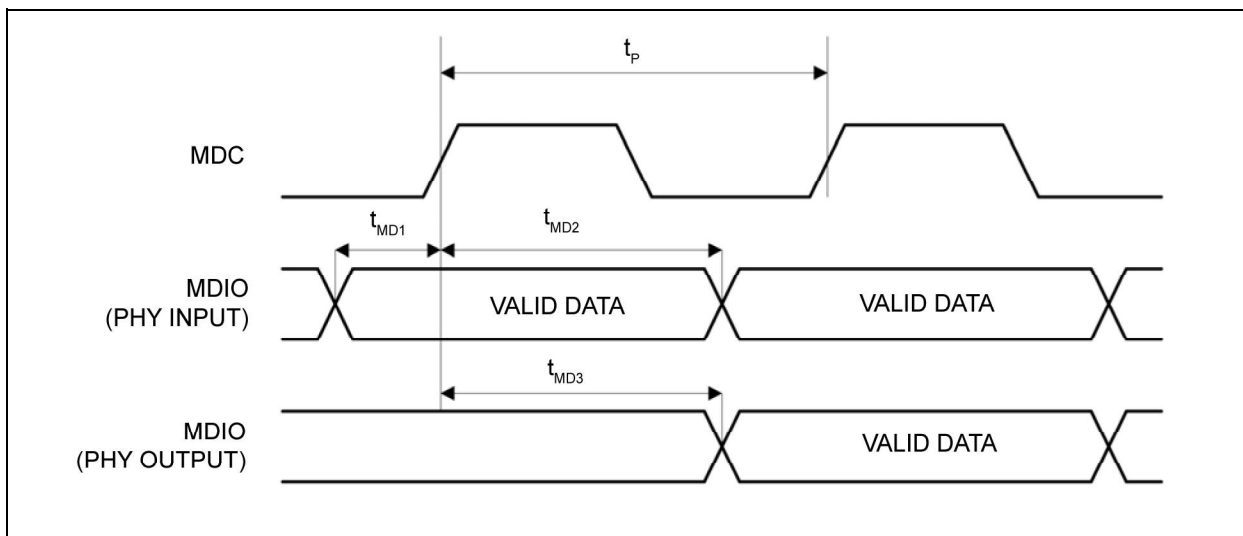 tP
MDC
tMD1
tMD2
MDIO
(PHY INPUT)
VALID DATA
VALID DATA
tMD3
MDIO
(PHY OUTPUT)
VALID DATA